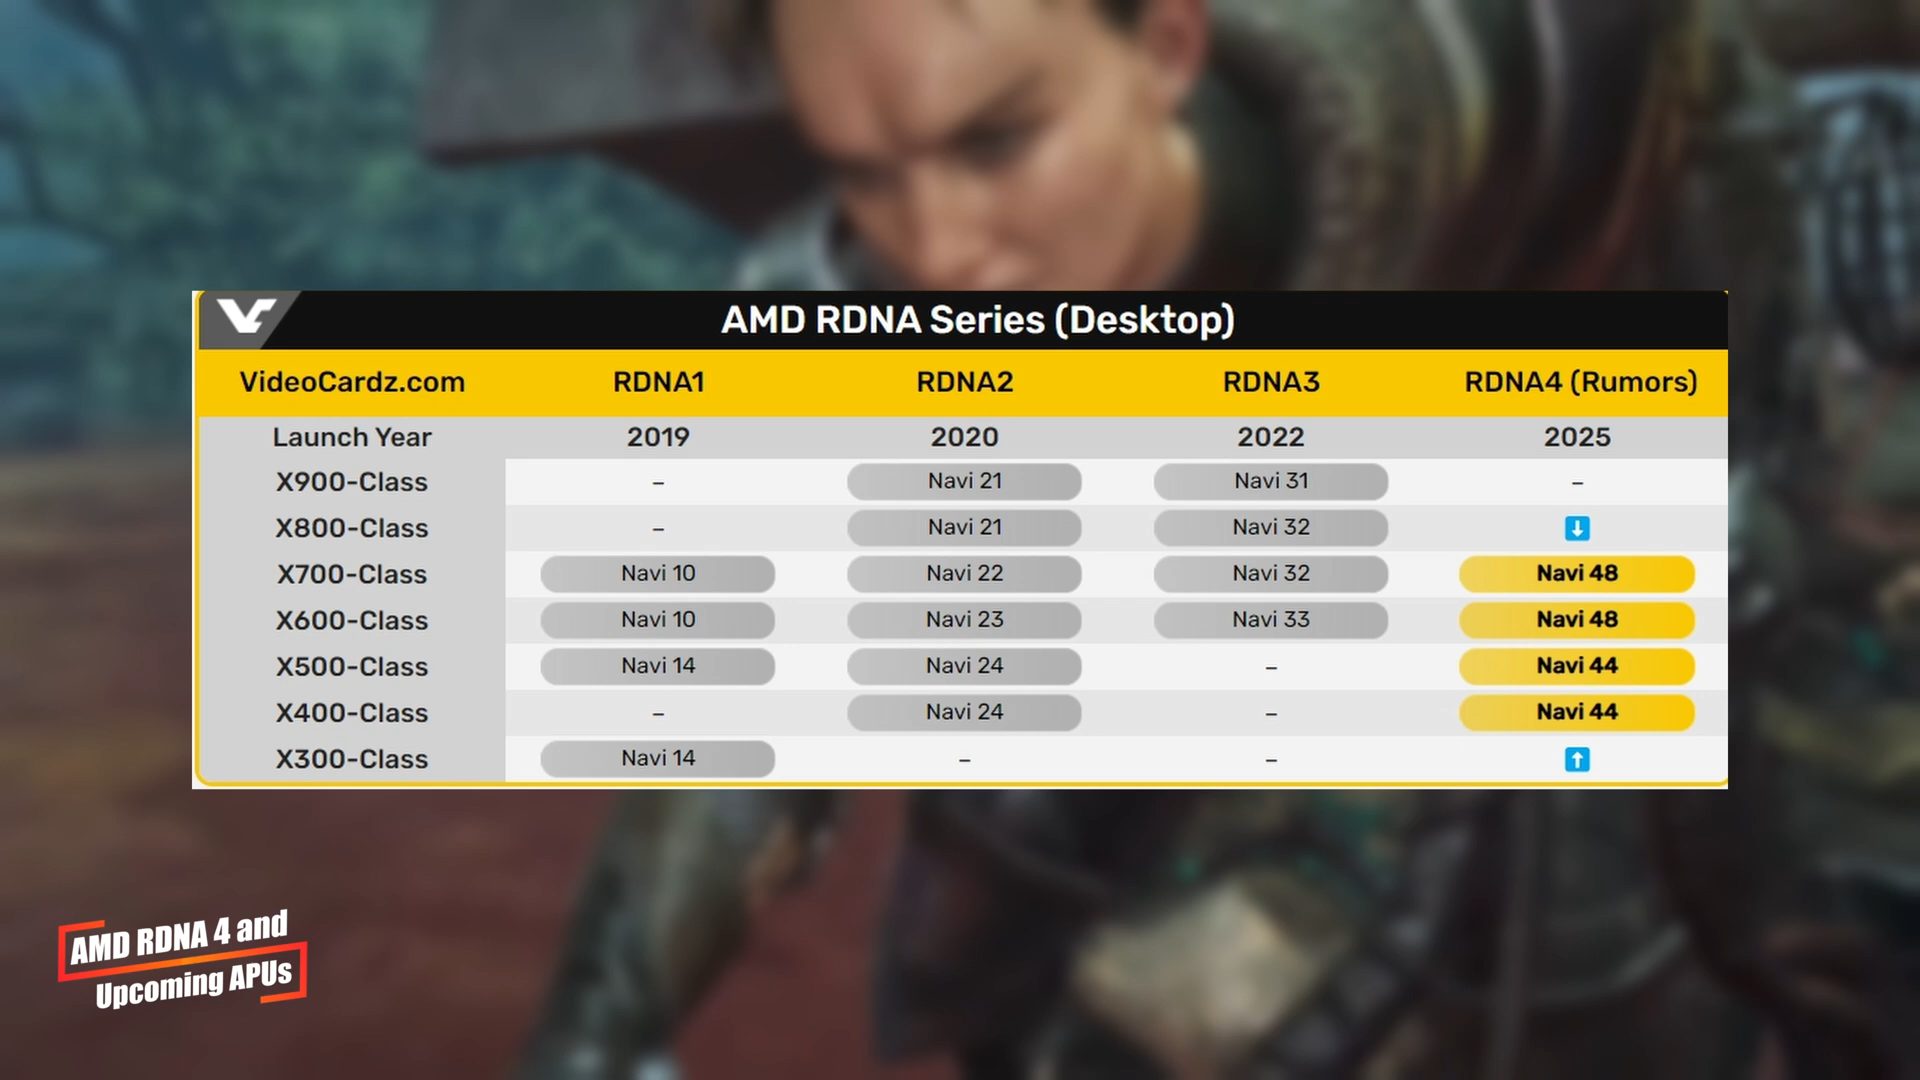 AMD RDNA Series (Desktop)
VideoCardz.com RDNA1 RDNA2 RDNA3 RDNA4 (Rumors)
Launch Year 2019 2020 2022 2025
X900-Class – Navi 21 Navi 31 –
X800-Class – Navi 21 Navi 32 ⬇
X700-Class Navi 10 Navi 22 Navi 32 Navi 48
X600-Class Navi 10 Navi 23 Navi 33 Navi 48
X500-Class Navi 14 Navi 24 – Navi 44
X400-Class – Navi 24 – Navi 44
X300-Class Navi 14 – – ⬆
AMD RDNA 4 and
Upcoming APUs